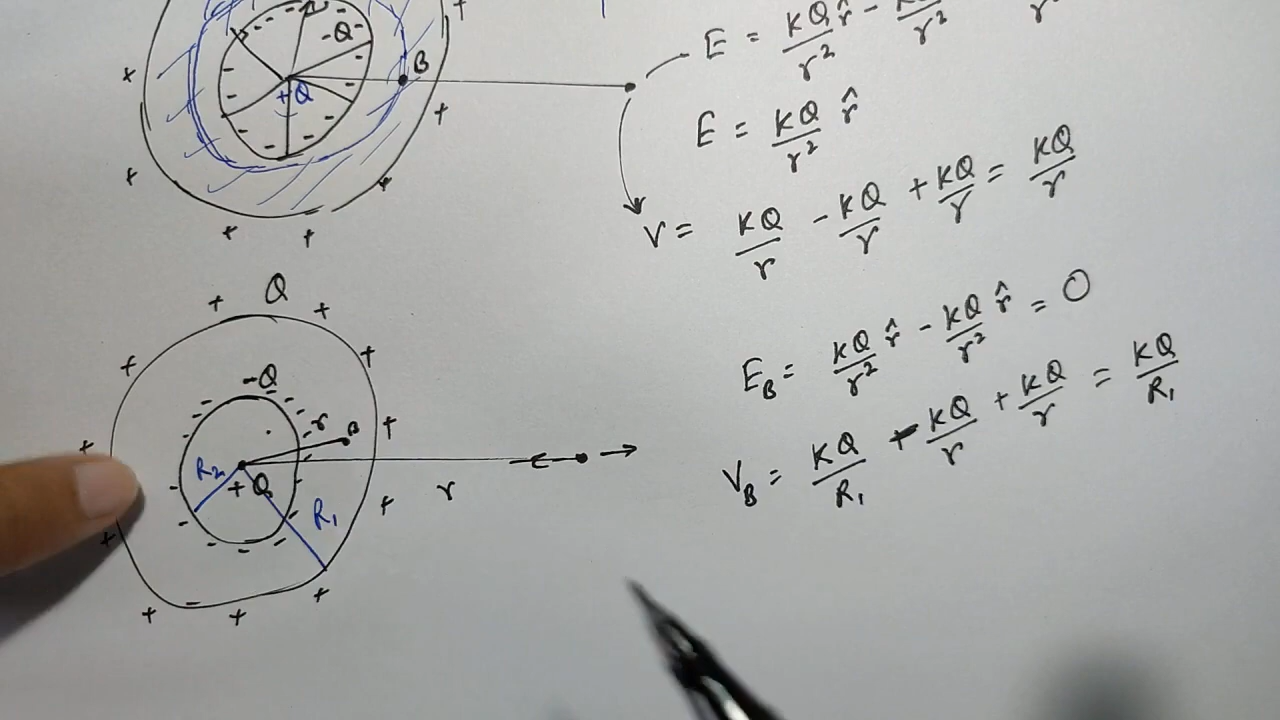 E = kQ r̂/r² - kQ/r² r²
-Q
B
+Q
E = kQ/r² r̂
V = kQ/r - kQ/r + kQ/r = kQ/r
Q
-Q
r
B
R₂
+Q
R₁
r
E_B = kQ/r² r̂ - kQ/r² r̂ = 0
V_B = kQ/R₁ - kQ/r + kQ/r = kQ/R₁